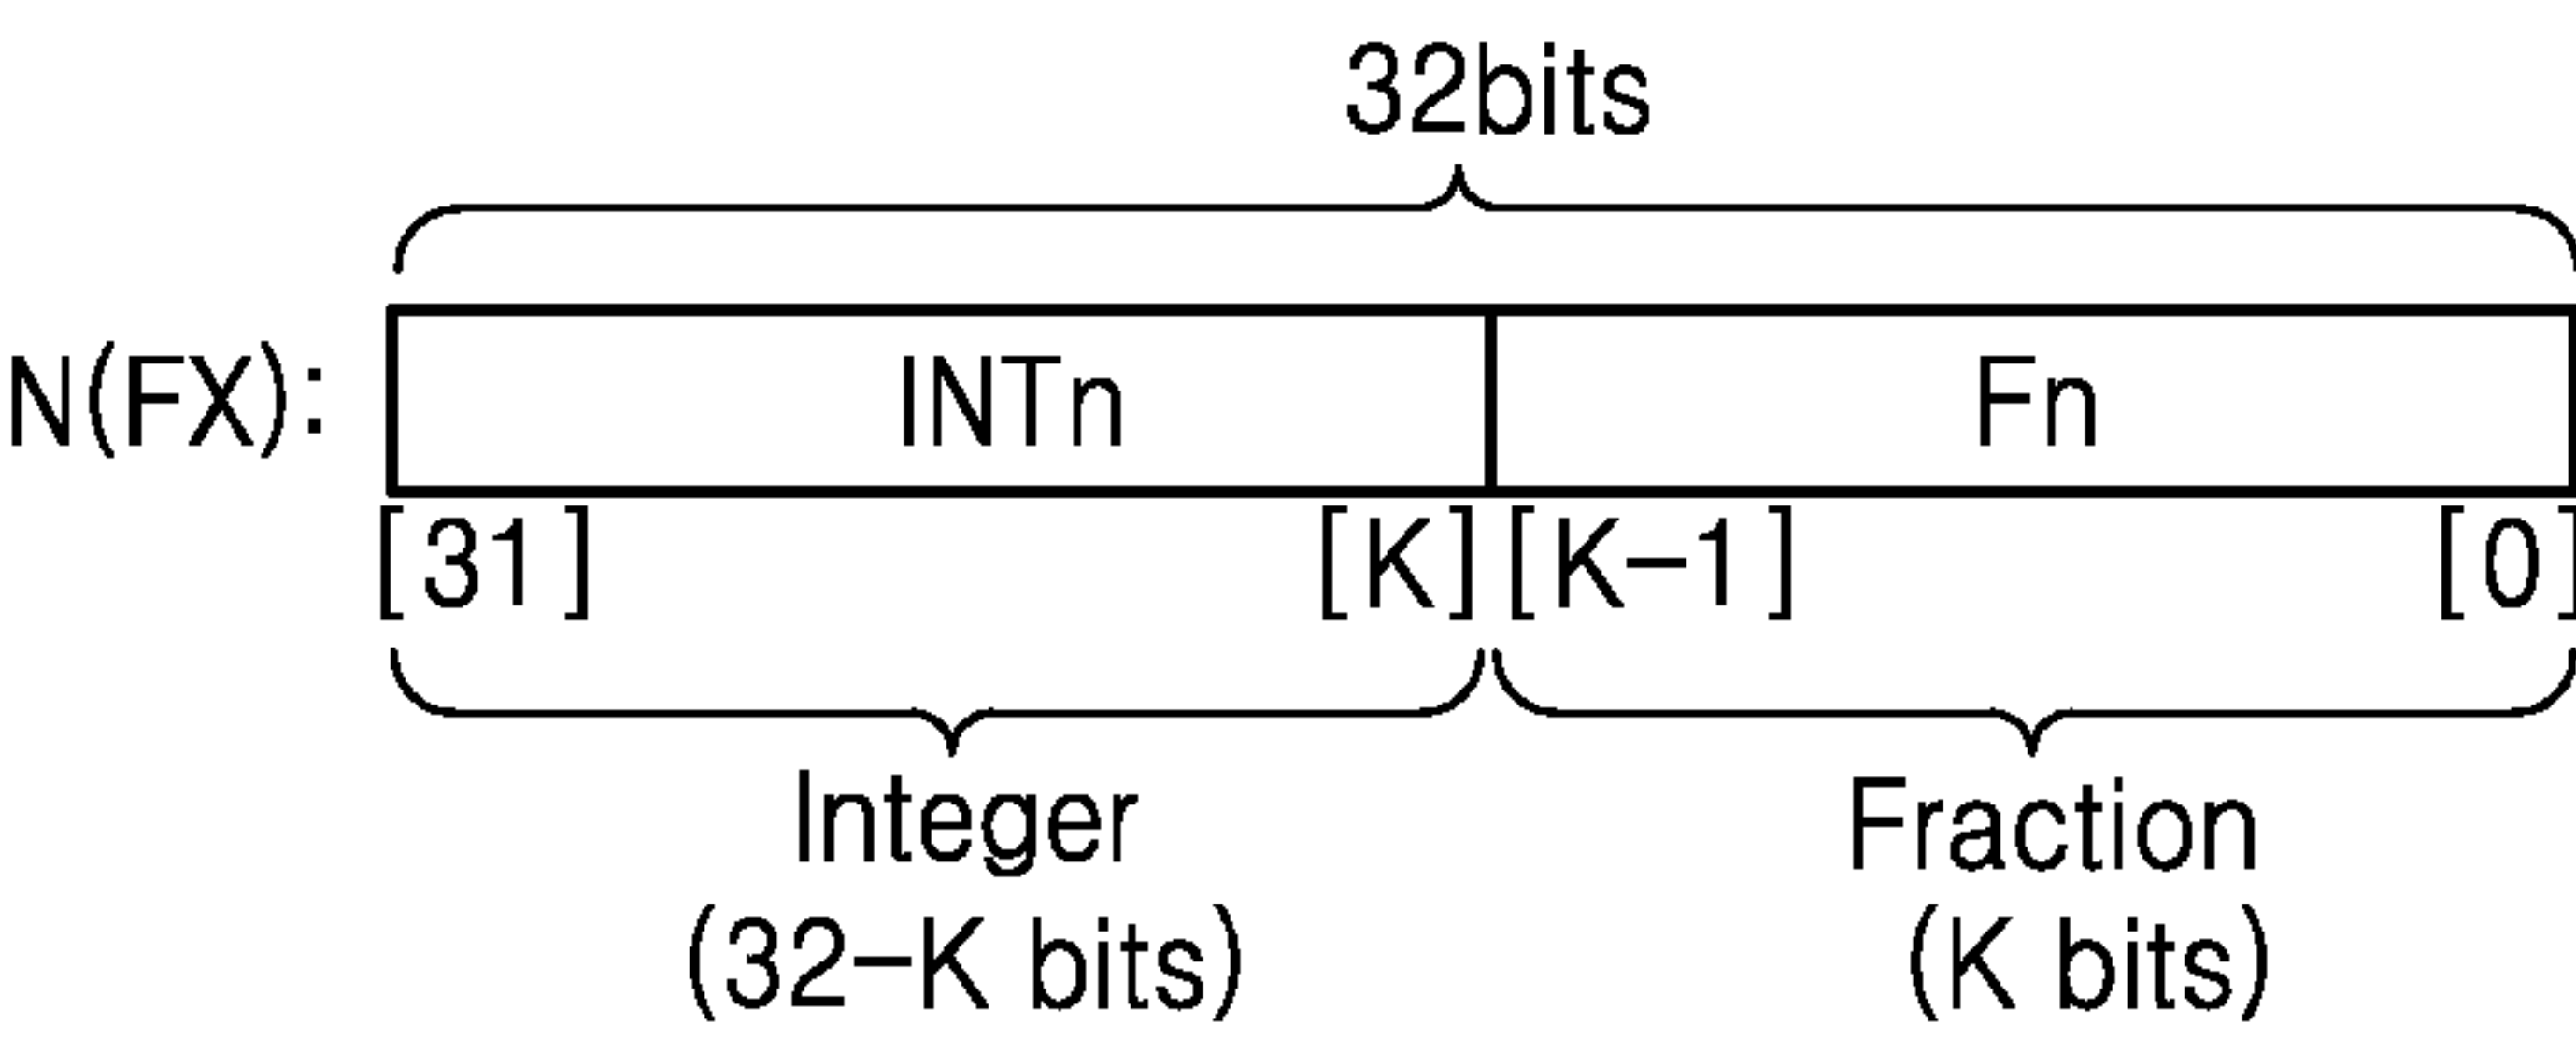 32bits
N(FX): INTn Fn
[31] [K] [K-1] [0]
Integer Fraction
(32-K bits) (K bits)